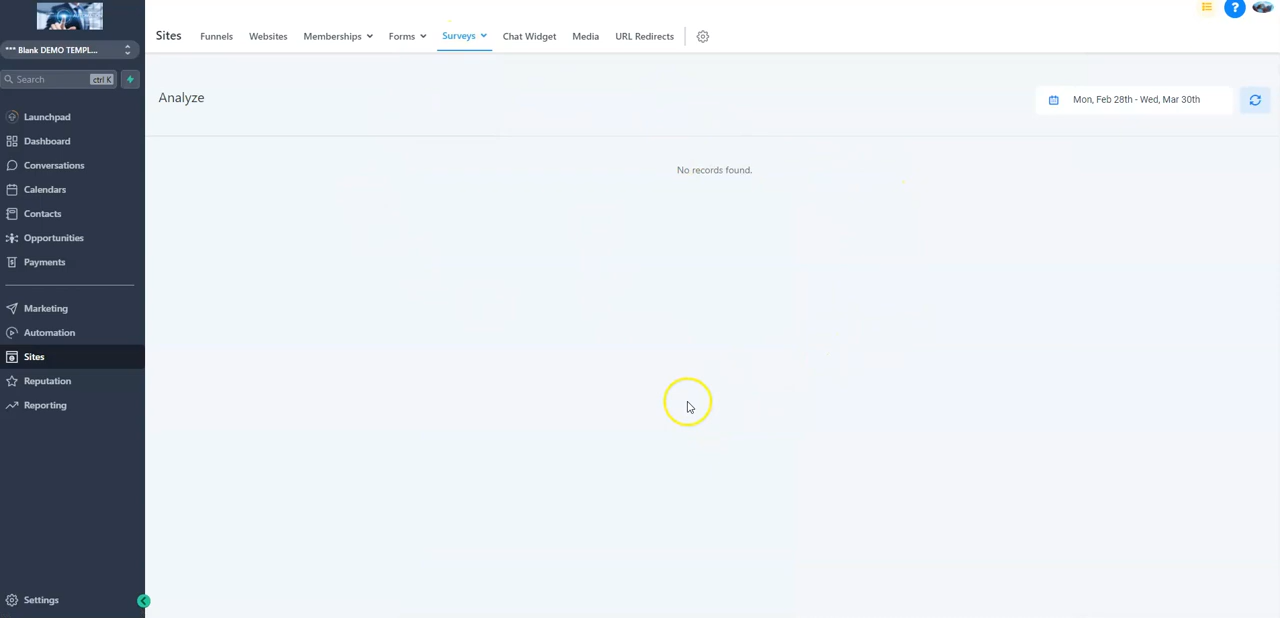 Sites
Funnels
Websites
Memberships
Forms
Surveys
Chat Widget
Media
URL Redirects
?
*** Blank DEMO TEMPL...
Search
ctrl K
Launchpad
Dashboard
Conversations
Calendars
Contacts
Opportunities
Payments
Marketing
Automation
Sites
Reputation
Reporting
Settings
Analyze
Mon, Feb 28th - Wed, Mar 30th
No records found.